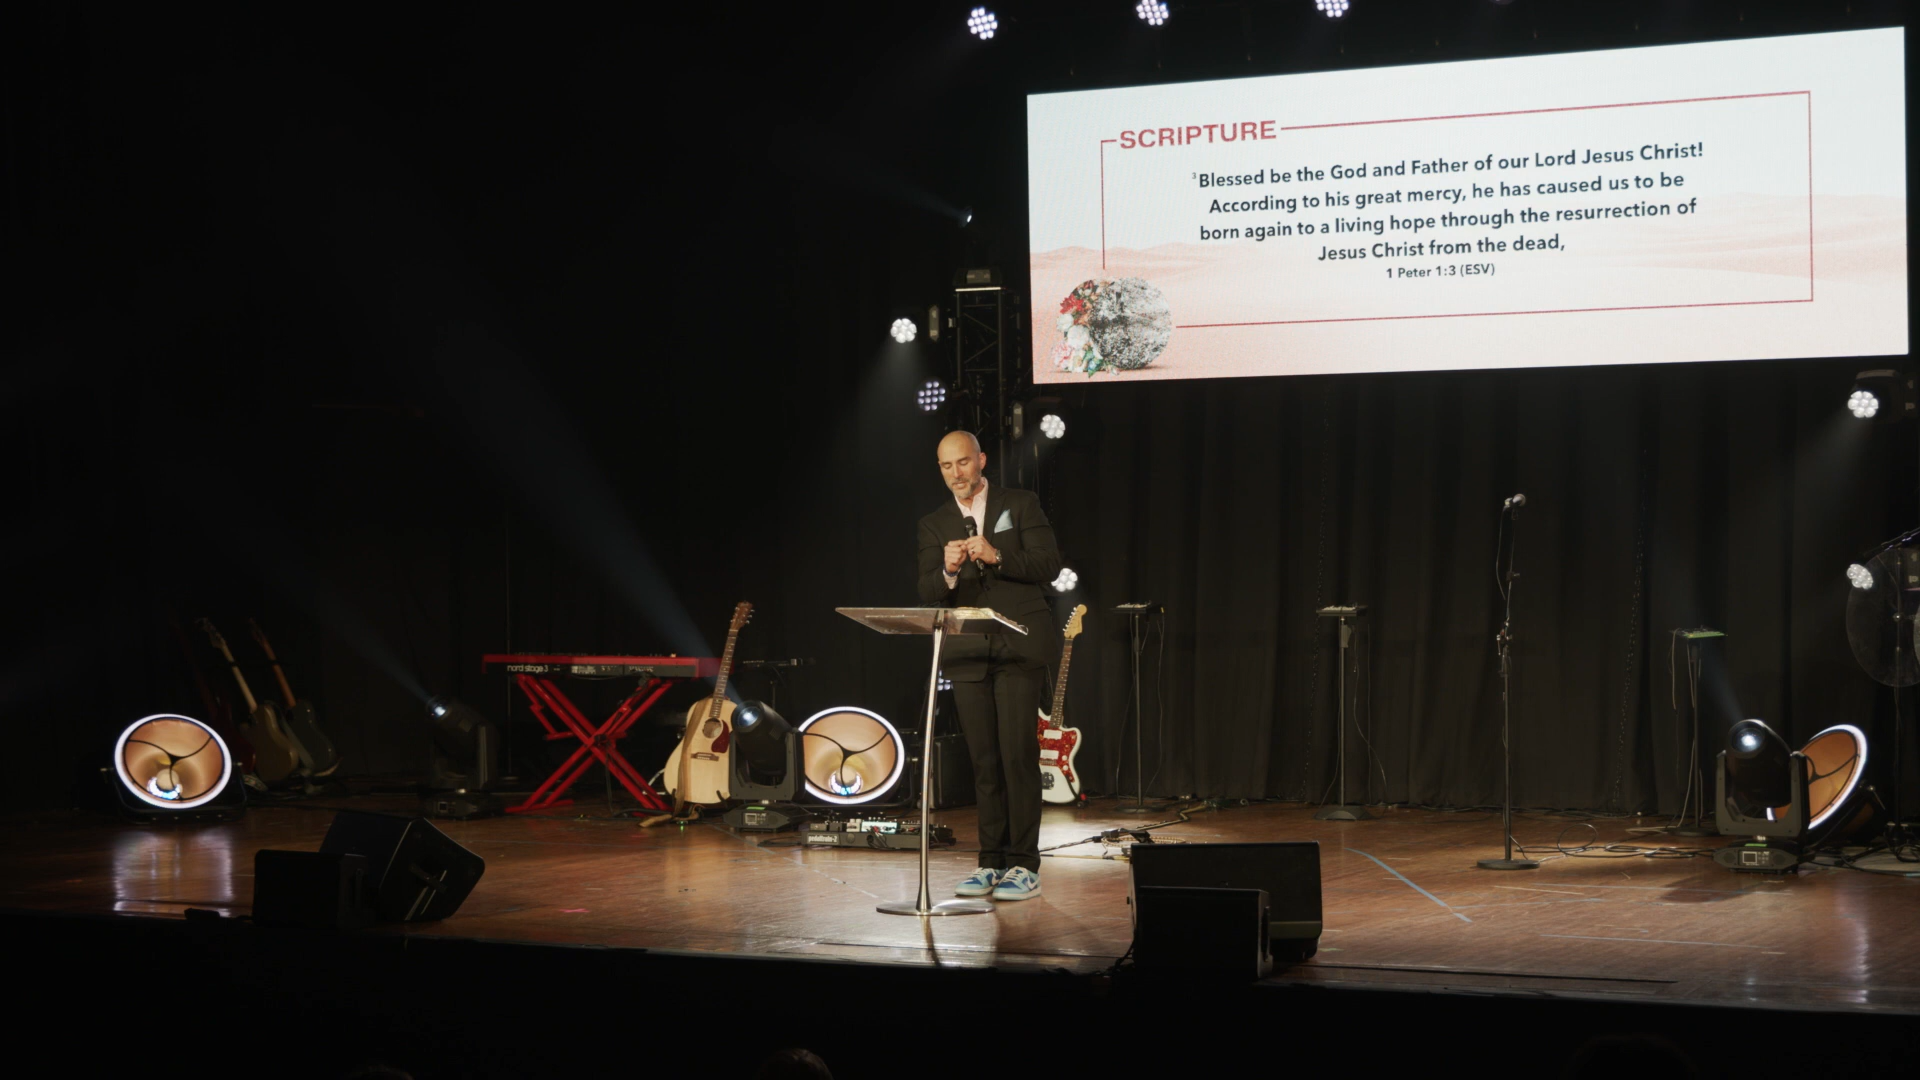 SCRIPTURE
3 Blessed be the God and Father of our Lord Jesus Christ!
According to his great mercy, he has caused us to be
born again to a living hope through the resurrection of
Jesus Christ from the dead,
1 Peter 1:3 (ESV)
nord stage 3